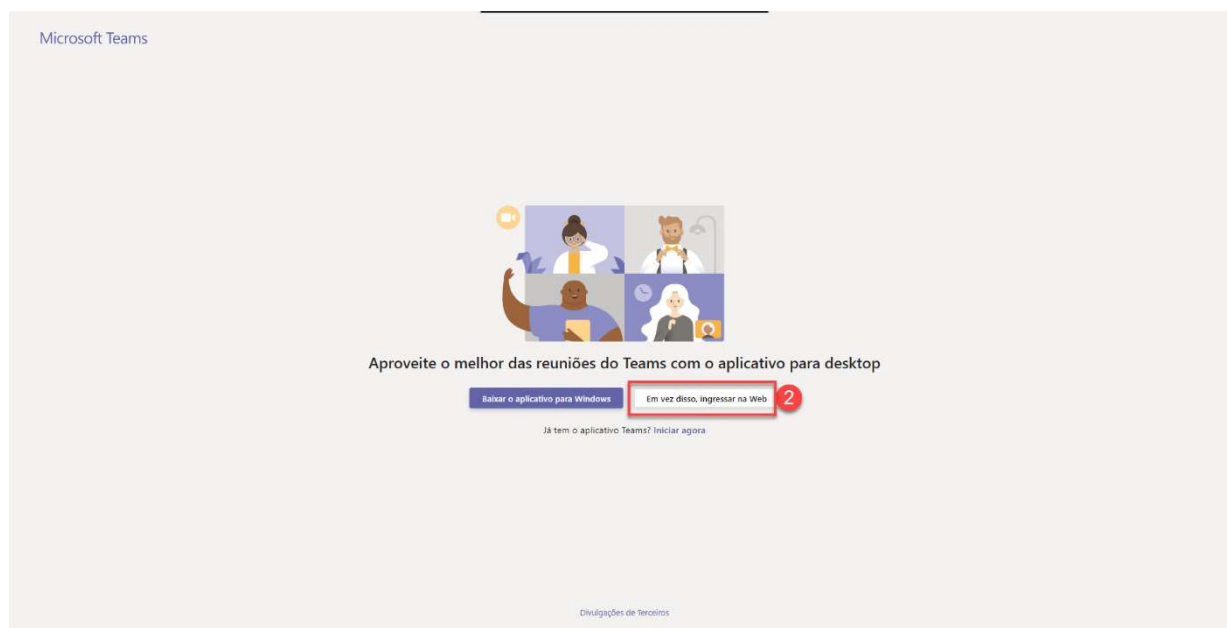 Microsoft Teams
Aproveite o melhor das reuniões do Teams com o aplicativo para desktop
Baixar o aplicativo para Windows
Em vez disso, ingressar na Web
2
Já tem o aplicativo Teams? Iniciar agora
Divulgações de Terceiros